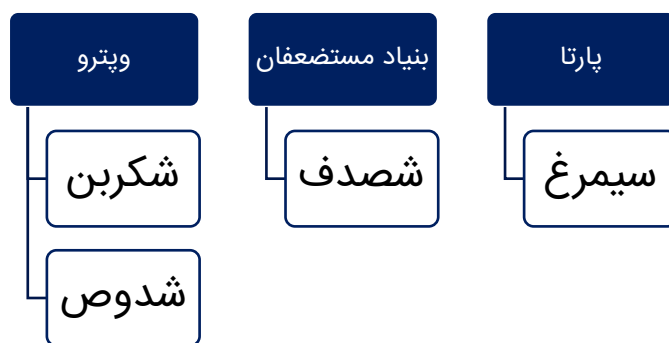 پارتا
سیمرغ
بنیاد مستضعفان
شصدف
وپترو
شکربن
شدوص